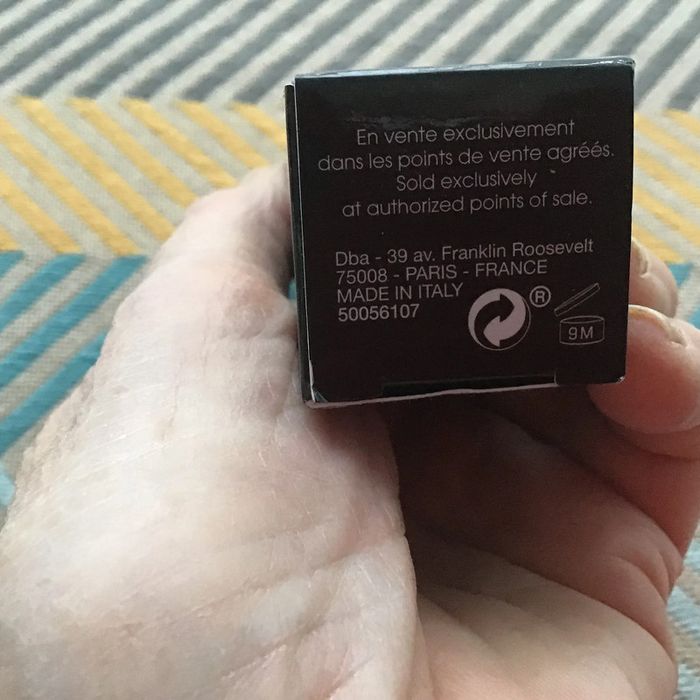 En vente exclusivement
dans les points de vente agréés.
Sold exclusively
at authorized points of sale.
Dba - 39 av. Franklin Roosevelt
75008 - PARIS - FRANCE
MADE IN ITALY
50056107
®
9M